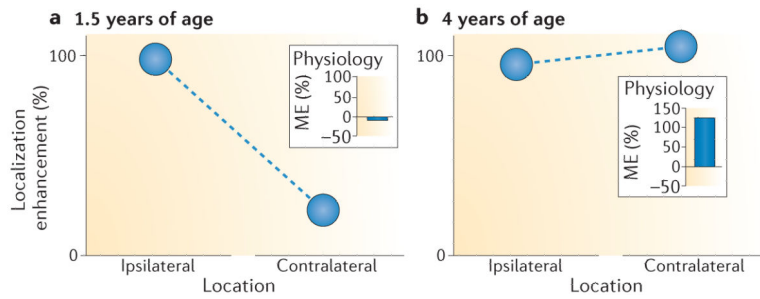 a 1.5 years of age
100
Localization
enhancement (%)
0
Ipsilateral
Contralateral
Location
Physiology
ME (%)
100
50
0
−50
b 4 years of age
100
0
Ipsilateral
Contralateral
Location
Physiology
ME (%)
150
100
50
0
−50